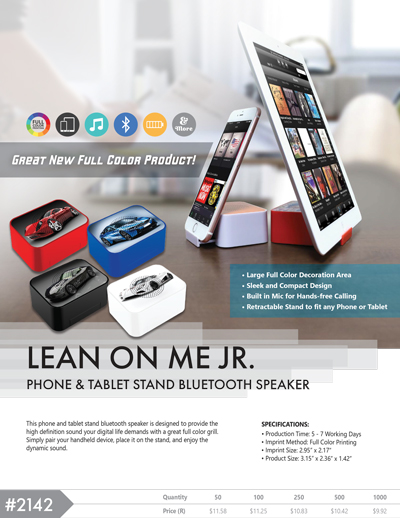 FULL
& More
Great New Full Color Product!
• Large Full Color Decoration Area
• Sleek and Compact Design
• Built in Mic for Hands-free Calling
• Retractable Stand to fit any Phone or Tablet
LEAN ON ME JR.
PHONE & TABLET STAND BLUETOOTH SPEAKER
This phone and tablet stand bluetooth speaker is designed to provide the
high definition sound your digital life demands with a great full color grill.
Simply pair your handheld device, place it on the stand, and enjoy the
dynamic sound.
SPECIFICATIONS:
• Production Time: 5 - 7 Working Days
• Imprint Method: Full Color Printing
• Imprint Size: 2.95" x 2.17"
• Product Size: 3.15" x 2.36" x 1.42"
#2142
Quantity 50 100 250 500 1000
Price (R) $11.58 $11.25 $10.83 $10.42 $9.92